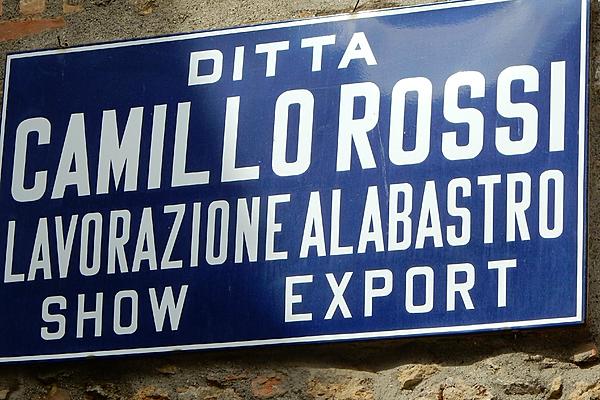 DITTA
CAMILLO ROSSI
LAVORAZIONE ALABASTRO
SHOW EXPORT